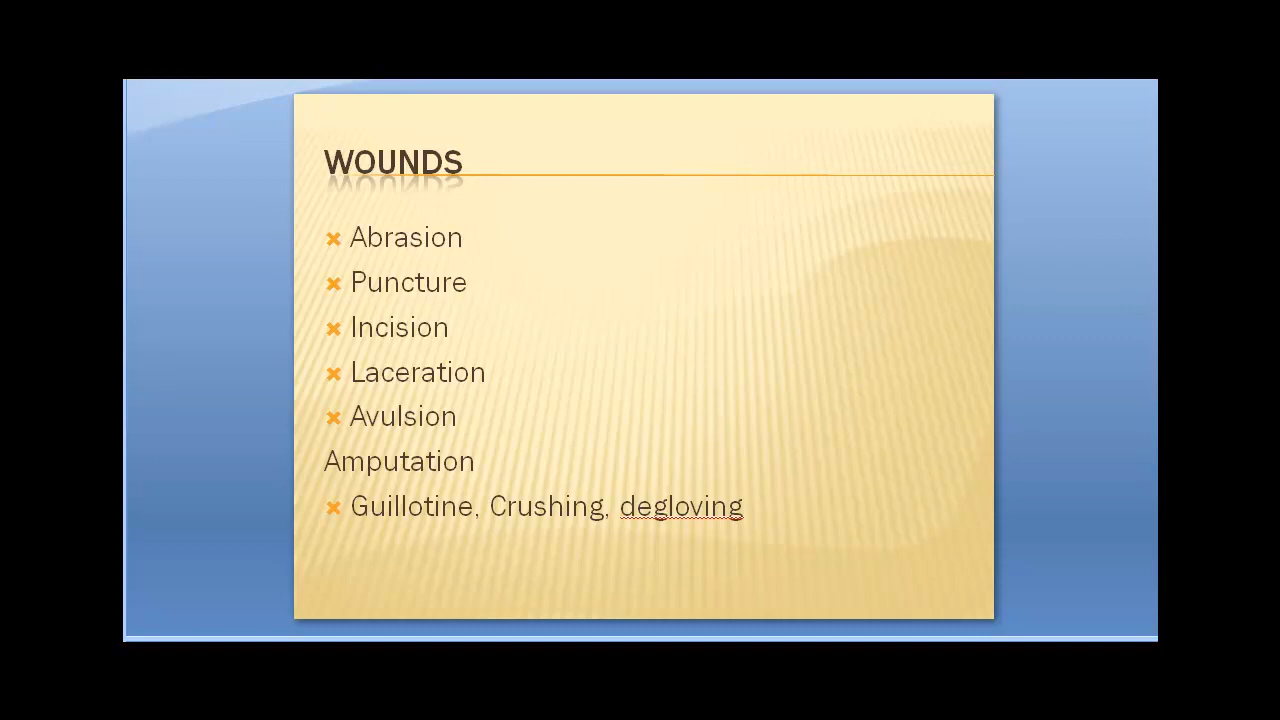 WOUNDS
Abrasion
Puncture
Incision
Laceration
Avulsion
Amputation
Guillotine, Crushing, degloving